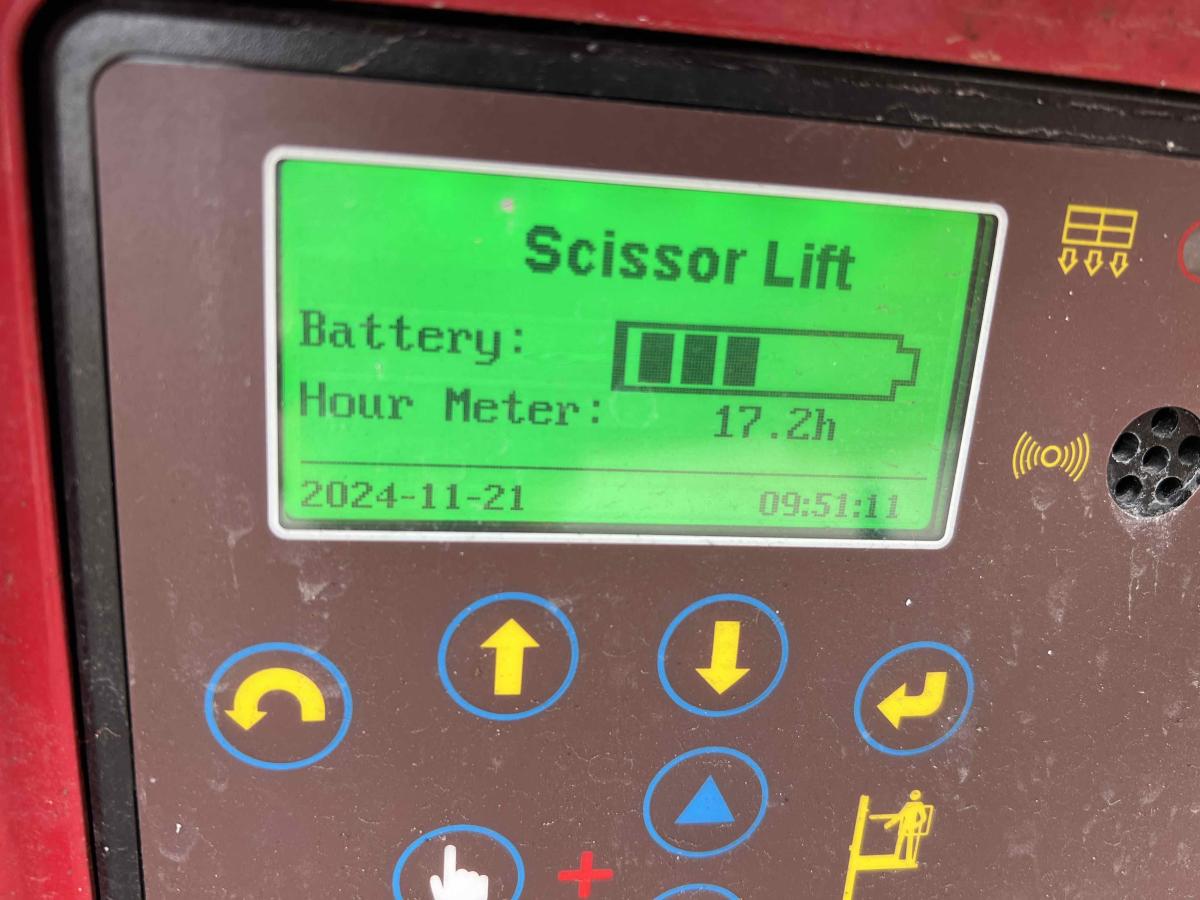 Scissor Lift
Battery:
Hour Meter: 17.2h
2024-11-21 09:51:11